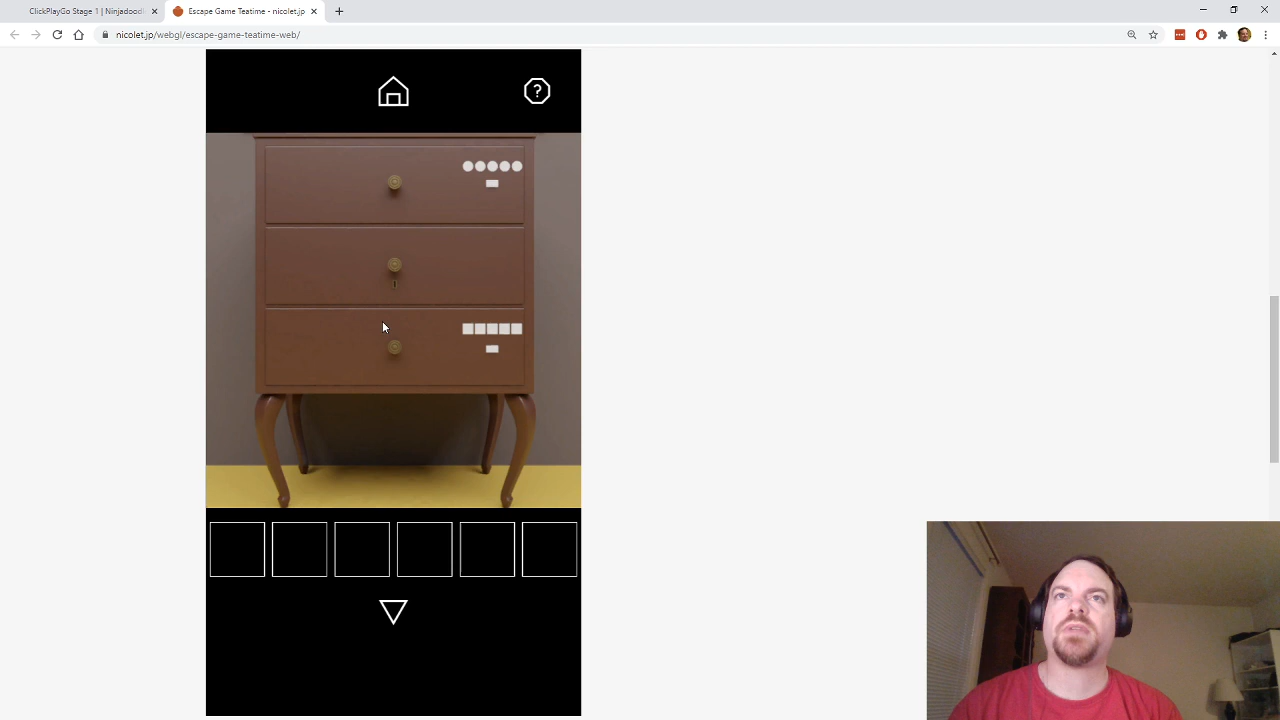 ClickPlayGo Stage 1 | Ninjadoodl
Escape Game Teatime - nicolet.jp
nicolet.jp/webgl/escape-game-teatime-web/
?